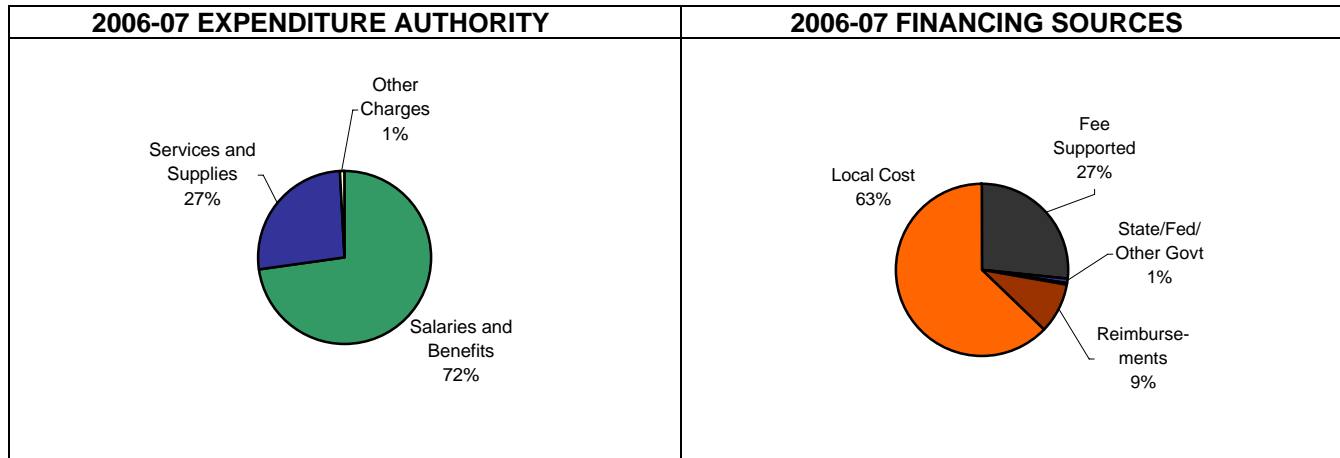 2006-07 EXPENDITURE AUTHORITY
Other
Charges
1%
Services and
Supplies
27%
Salaries and
Benefits
72%
2006-07 FINANCING SOURCES
Fee
Supported
27%
Local Cost
63%
State/Fed/
Other Govt
1%
Reimburse-
ments
9%